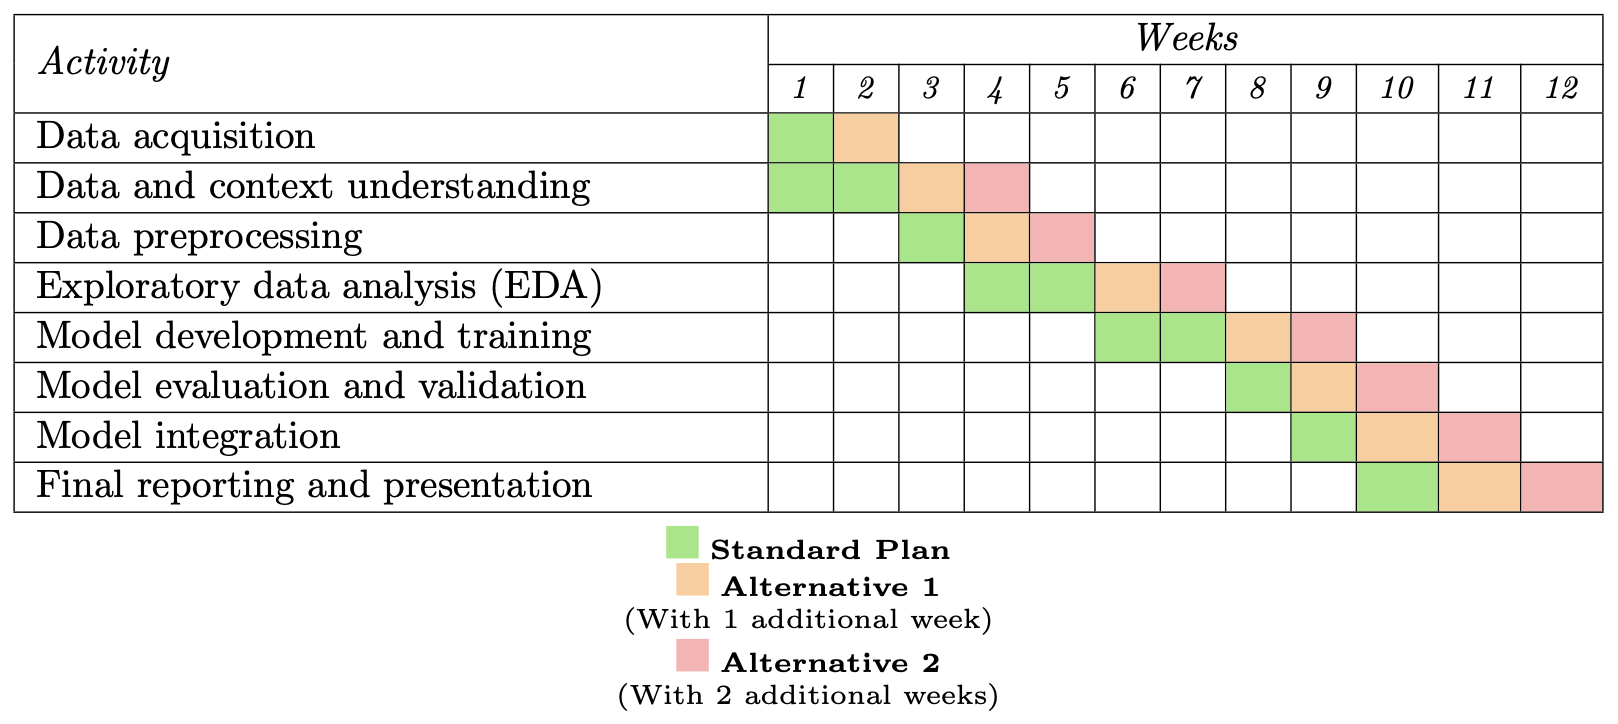 Activity
Weeks
1 2 3 4 5 6 7 8 9 10 11 12
Data acquisition
Data and context understanding
Data preprocessing
Exploratory data analysis (EDA)
Model development and training
Model evaluation and validation
Model integration
Final reporting and presentation
Standard Plan
Alternative 1
(With 1 additional week)
Alternative 2
(With 2 additional weeks)